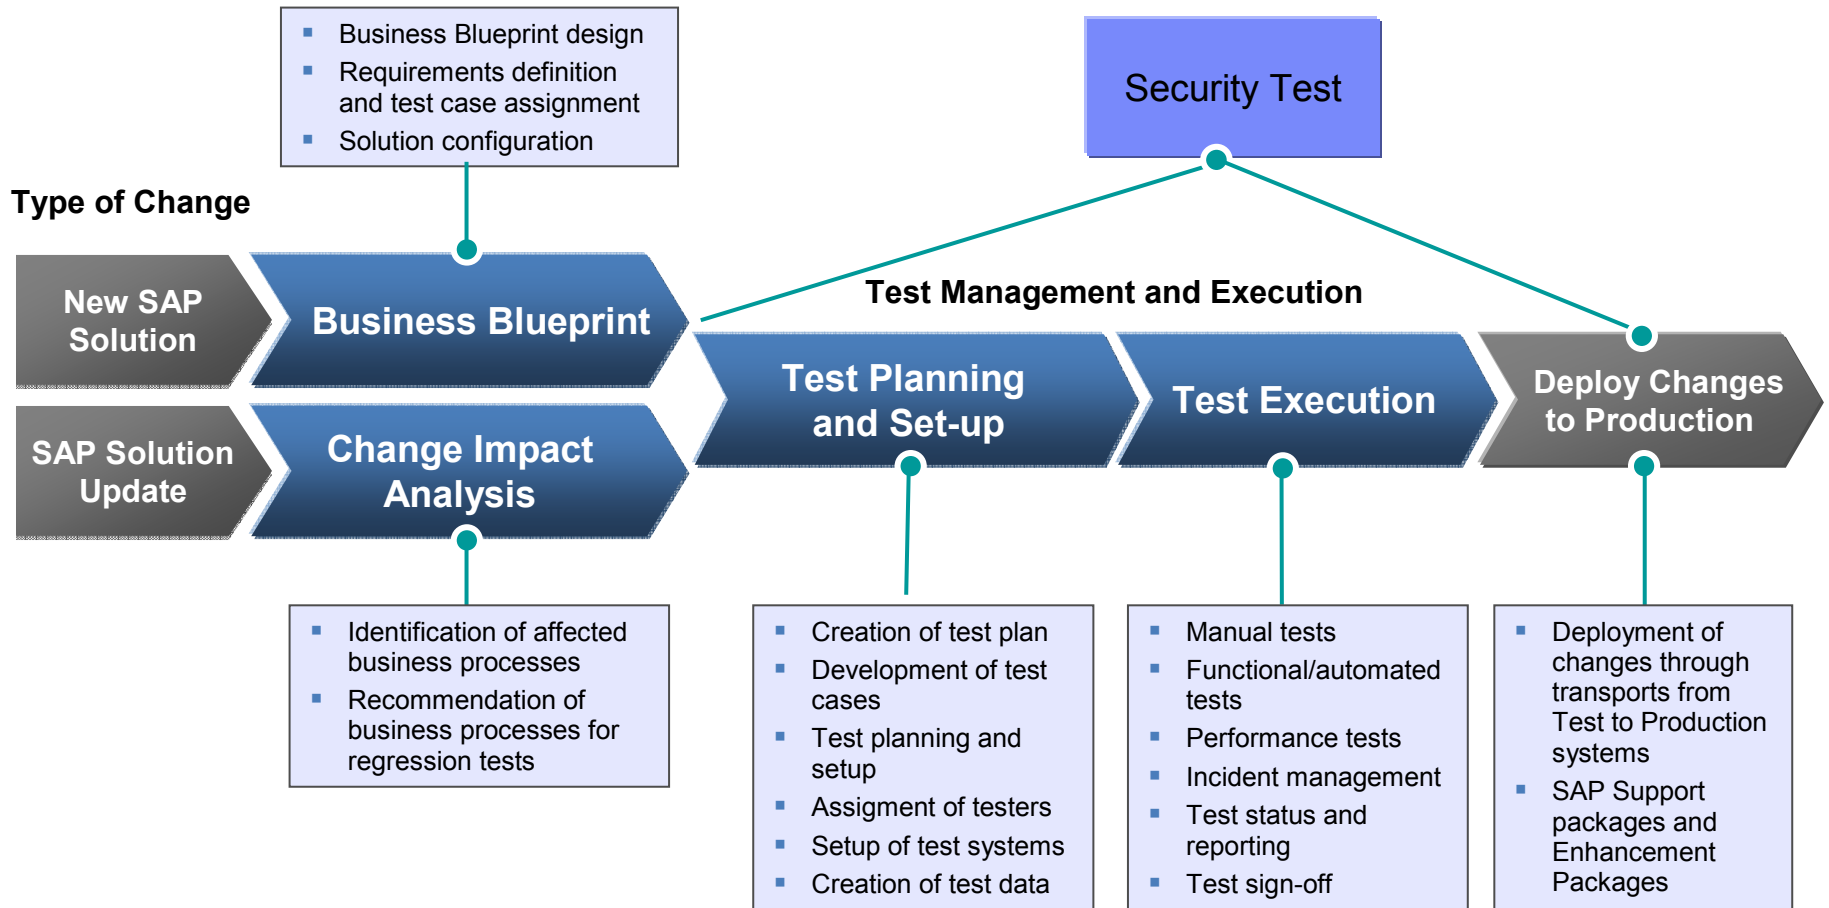 Business Blueprint design
Requirements definition
and test case assignment
Solution configuration
Security Test
Type of Change
New SAP
Solution
Business Blueprint
Test Management and Execution
SAP Solution
Update
Change Impact
Analysis
Test Planning
and Set-up
Test Execution
Deploy Changes
to Production
Identification of affected
business processes
Recommendation of
business processes for
regression tests
Creation of test plan
Development of test
cases
Test planning and
setup
Assigment of testers
Setup of test systems
Creation of test data
Manual tests
Functional/automated
tests
Performance tests
Incident management
Test status and
reporting
Test sign-off
Deployment of
changes through
transports from
Test to Production
systems
SAP Support
packages and
Enhancement
Packages